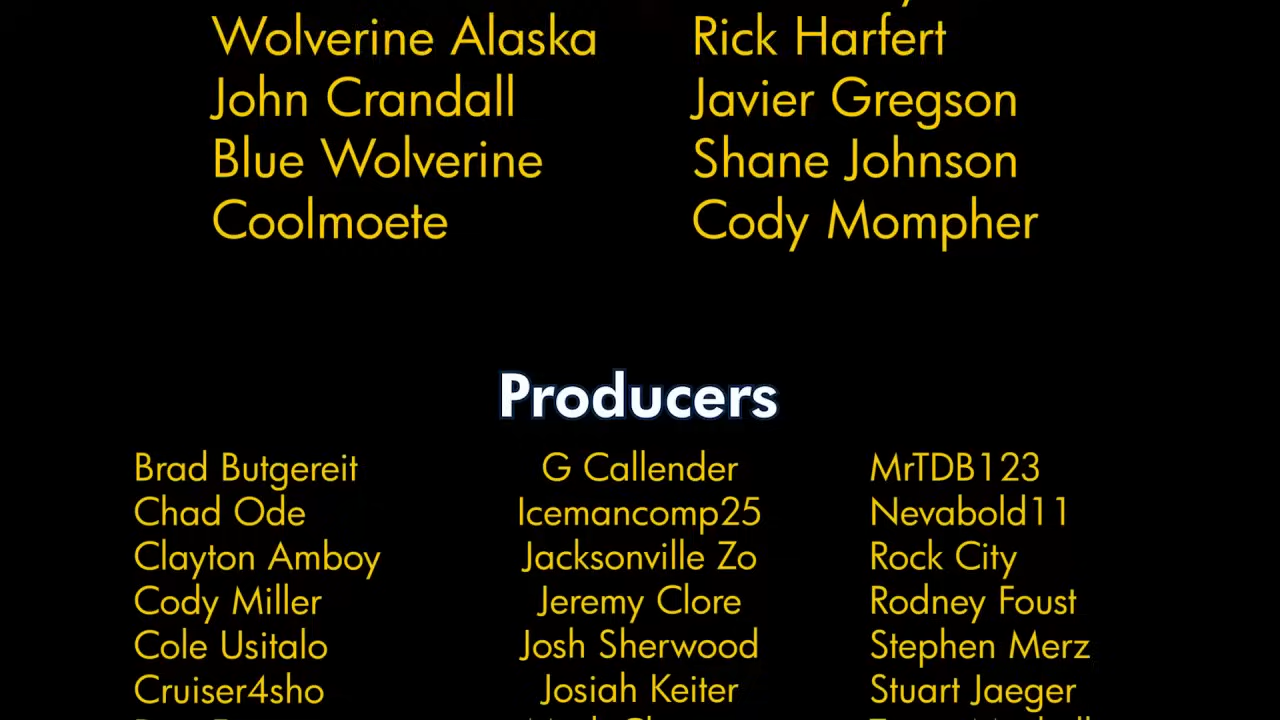 Wolverine Alaska
Rick Harfert
John Crandall
Javier Gregson
Blue Wolverine
Shane Johnson
Coolmoete
Cody Mompher
Producers
Brad Butgereit
G Callender
MrTDB123
Chad Ode
Icemancomp25
Nevabold11
Clayton Amboy
Jacksonville Zo
Rock City
Cody Miller
Jeremy Clore
Rodney Foust
Cole Usitalo
Josh Sherwood
Stephen Merz
Cruiser4sho
Josiah Keiter
Stuart Jaeger